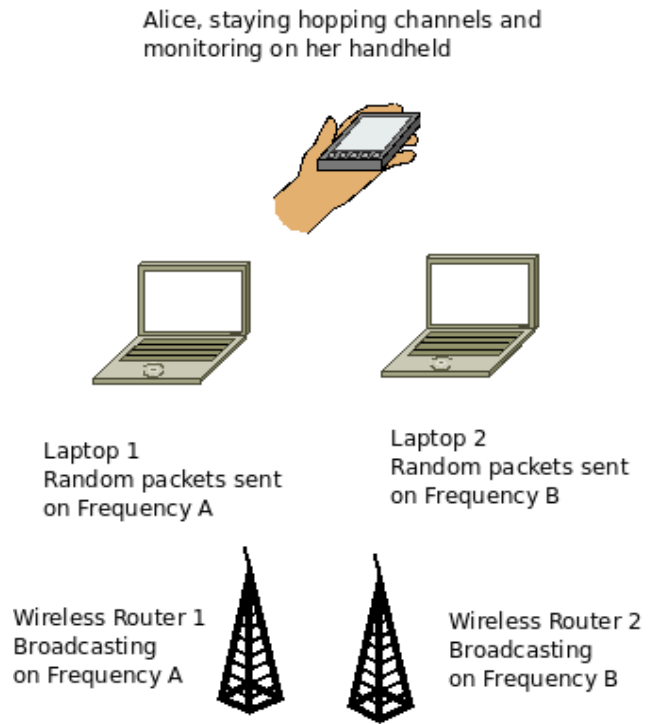 Alice, staying hopping channels and
monitoring on her handheld
Laptop 1
Random packets sent
on Frequency A
Laptop 2
Random packets sent
on Frequency B
Wireless Router 1
Broadcasting
on Frequency A
Wireless Router 2
Broadcasting
on Frequency B